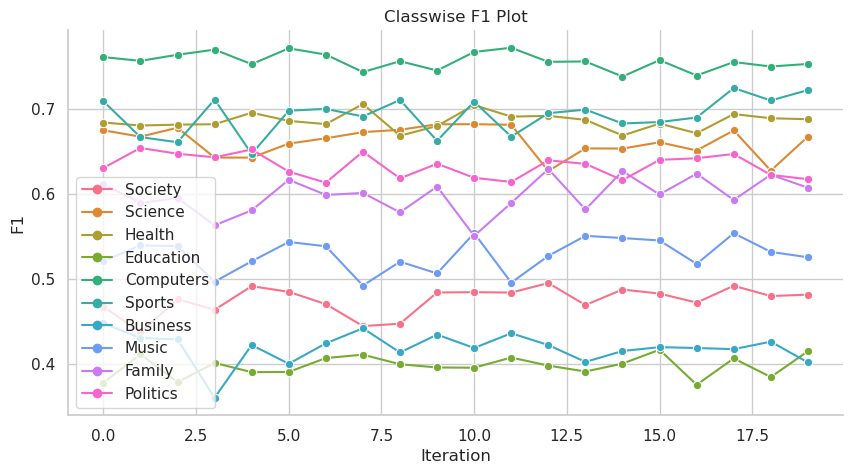 Classwise F1 Plot
F1
0.7
0.6
0.5
0.4
Society
Science
Health
Education
Computers
Sports
Business
Music
Family
Politics
0.0 2.5 5.0 7.5 10.0 12.5 15.0 17.5
Iteration